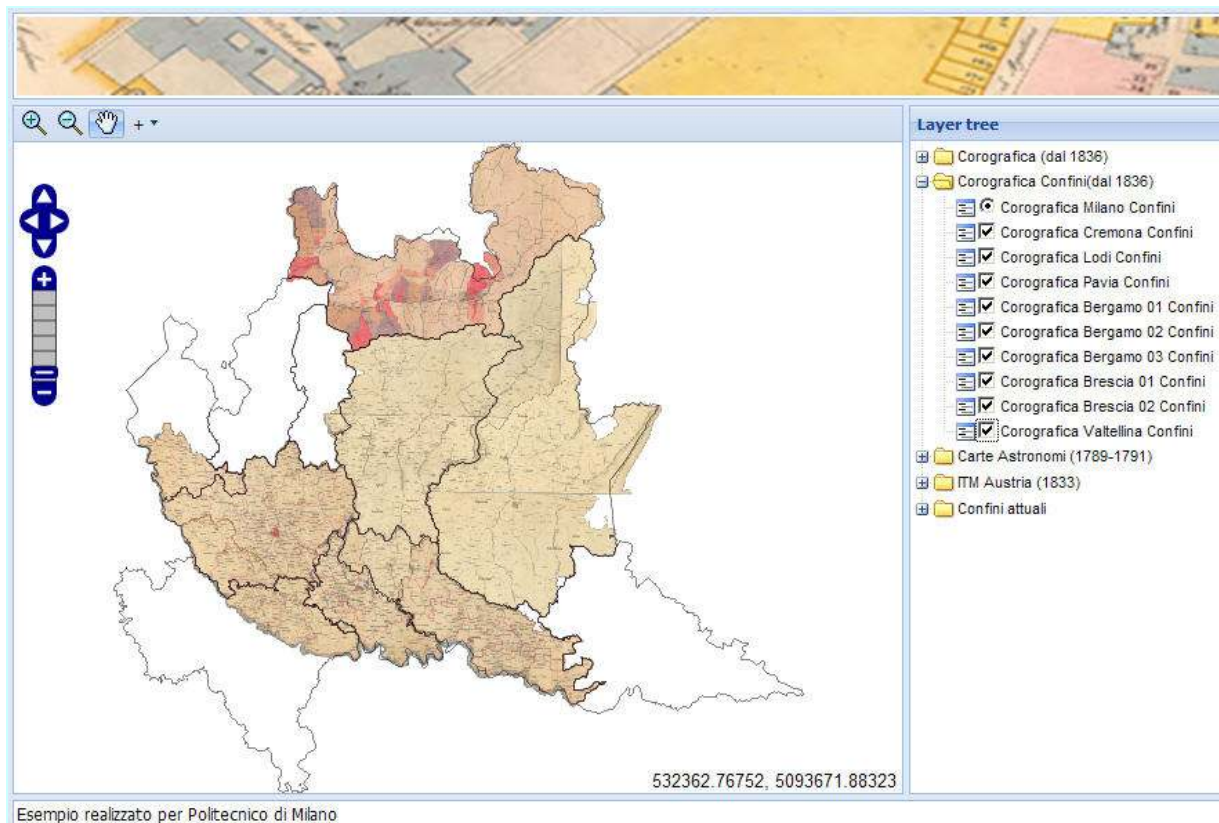 Layer tree
Corografica (dal 1836)
Corografica Confini(dal 1836)
Corografica Milano Confini
Corografica Cremona Confini
Corografica Lodi Confini
Corografica Pavia Confini
Corografica Bergamo 01 Confini
Corografica Bergamo 02 Confini
Corografica Bergamo 03 Confini
Corografica Brescia 01 Confini
Corografica Brescia 02 Confini
Corografica Valtellina Confini
Carte Astronomi (1789-1791)
ITM Austria (1833)
Confini attuali
532362.76752, 5093671.88323
Esempio realizzato per Politecnico di Milano